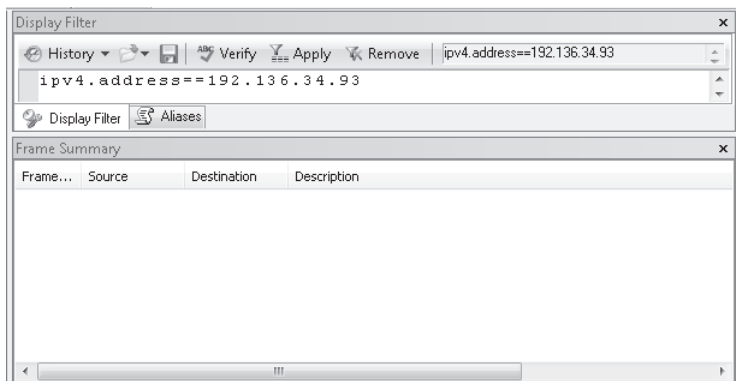 Display Filter
History Verify Apply Remove ipv4.address==192.136.34.93
ipv4.address==192.136.34.93
Display Filter Aliases
Frame Summary
Frame... Source Destination Description